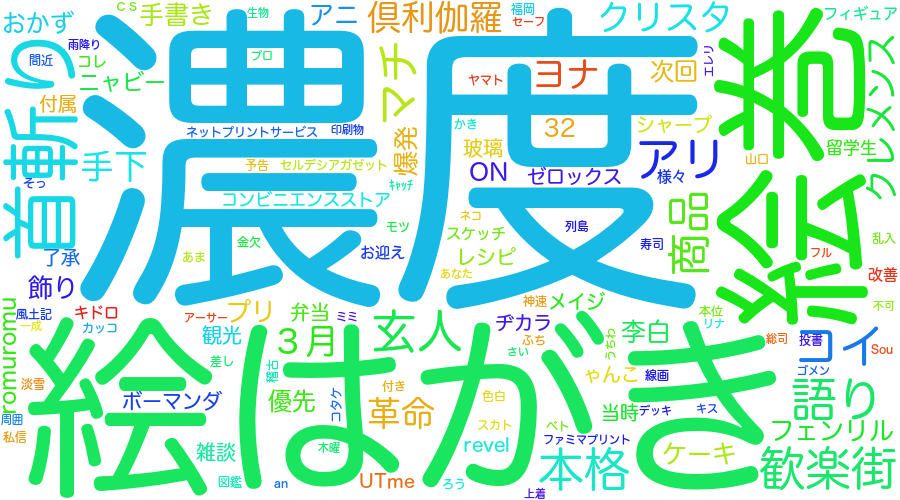 CS
手書き
生物
アニ
倶利伽羅
福岡
セーフ
クリスタ
フィギュア
おかず
雨降り
間近
コレ
ニャビー
プロ
濃度
マチ
ヨナ
次回
エレリ
絵巻
メンズ
クレ
首斬り
付属
ネットプリントサービス
印刷物
ヤマト
32
シャープ
かき
アリ
留学生
手下
そっ
予告
セルデシアガゼット
爆発
玻璃
ON
ゼロックス
様々
山口
コンビニエンスストア
ｷｬｯﾁ
ネコ
列島
商品
乱入
了承
あま
金欠
お迎え
モツ
スケッチ
レシピ
寿司
フル
改善
飾り
あなた
神速
メイジ
本位
不可
romuromu
風土記
一成
キドロ
カッコ
アーサー
プリ
弁当
ミミ
玄人
ヂカラ
李白
リナ
投書
コイ
総司
Sou
観光
3月
ふち
さい
うちわ
ゴメン
淡雪
差し
稽古
ゃんこ
線画
周囲
私信
絵はがき
ボーマンダ
優先
コタケ
付き
革命
色白
スカト
当時
デッキ
キス
語り
フェンリル
雑談
木曜
revel
ベト
ファミマプリント
ケーキ
歓楽街
図鑑
an
UTme
ろう
本格
上着